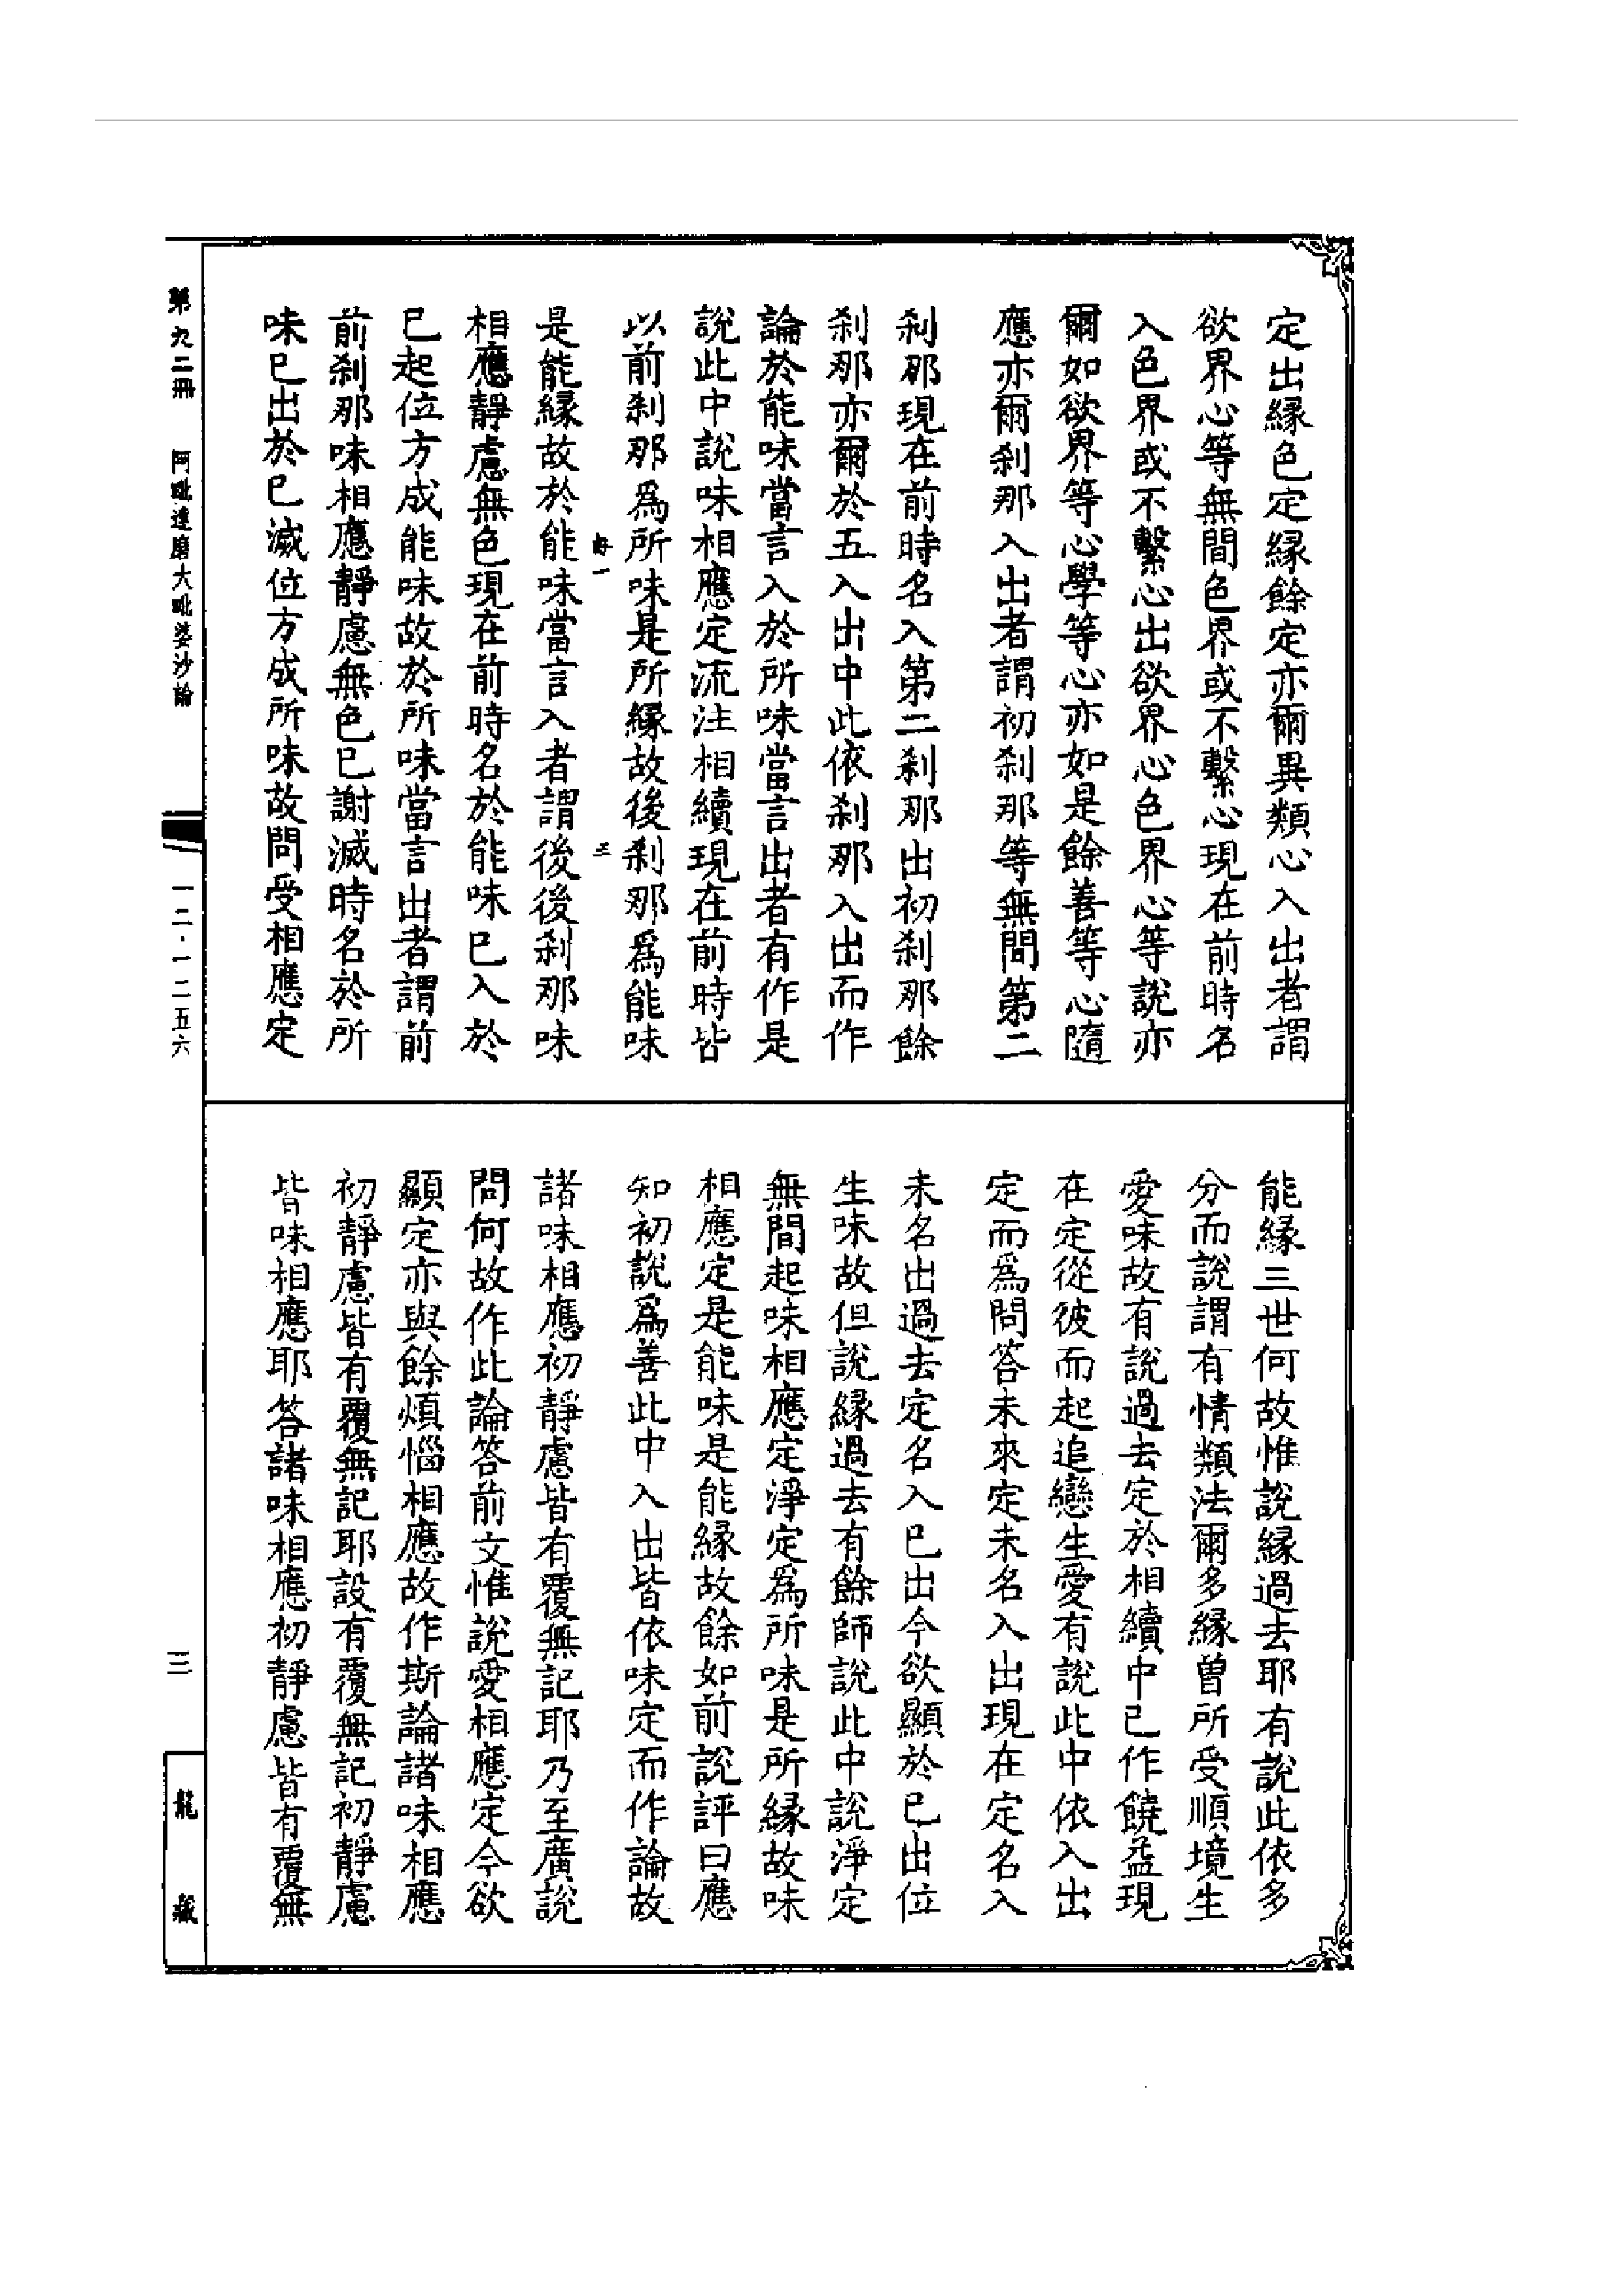 定出緣色定緣餘定亦爾異類心入出者謂
欲界心等無間色界或不繫心現在前時名
入色界或不繫心出欲界心色界心等說亦
爾如欲界等心學等心亦如是餘善等心隨
應亦爾剎那入出者謂初剎那等無間第二
剎那現在前時名入第二剎那出初剎那餘
剎那亦爾於五入出中此依剎那入出而作
論於能味當言入於所味當言出者有作是
說此中說味相應定流注相續現在前時皆
以前剎那爲所味是所緣故後剎那爲能味
是能緣故於能味當言入者謂後後剎那味
相應靜慮無色現在前時名於能味已入於
已起位方成能味故於所味當言出者謂前
前剎那味相應靜慮無色已謝滅時名於所
味已出於已滅位方成所味故問受相應定
能緣三世何故惟說緣過去耶有說此依多
分而說謂有情類法爾多緣曾所受順境生
愛味故有說過去定於相續中已作饒益現
在定從彼而起追戀生愛有說此中依入出
定而爲問答未來定未名入出現在定名入
未名出過去定名入已出今欲顯於已出位
生味故但說緣過去有餘師說此中說淨定
無間起味相應定淨定爲所味是所緣故味
相應定是能味是能緣故餘如前說評曰應
知初說爲善此中入出皆依味定而作論故
諸味相應初靜慮皆有覆無記耶乃至廣說
問何故作此論答前文惟說愛相應定今欲
顯定亦與餘煩惱相應故作斯論諸味相應
初靜慮皆有覆無記耶設有覆無記初靜慮
皆味相應耶答諸味相應初靜慮皆有覆無
第九二冊 阿毗達磨大毗婆沙論
一二·一二五六
三
龍藏